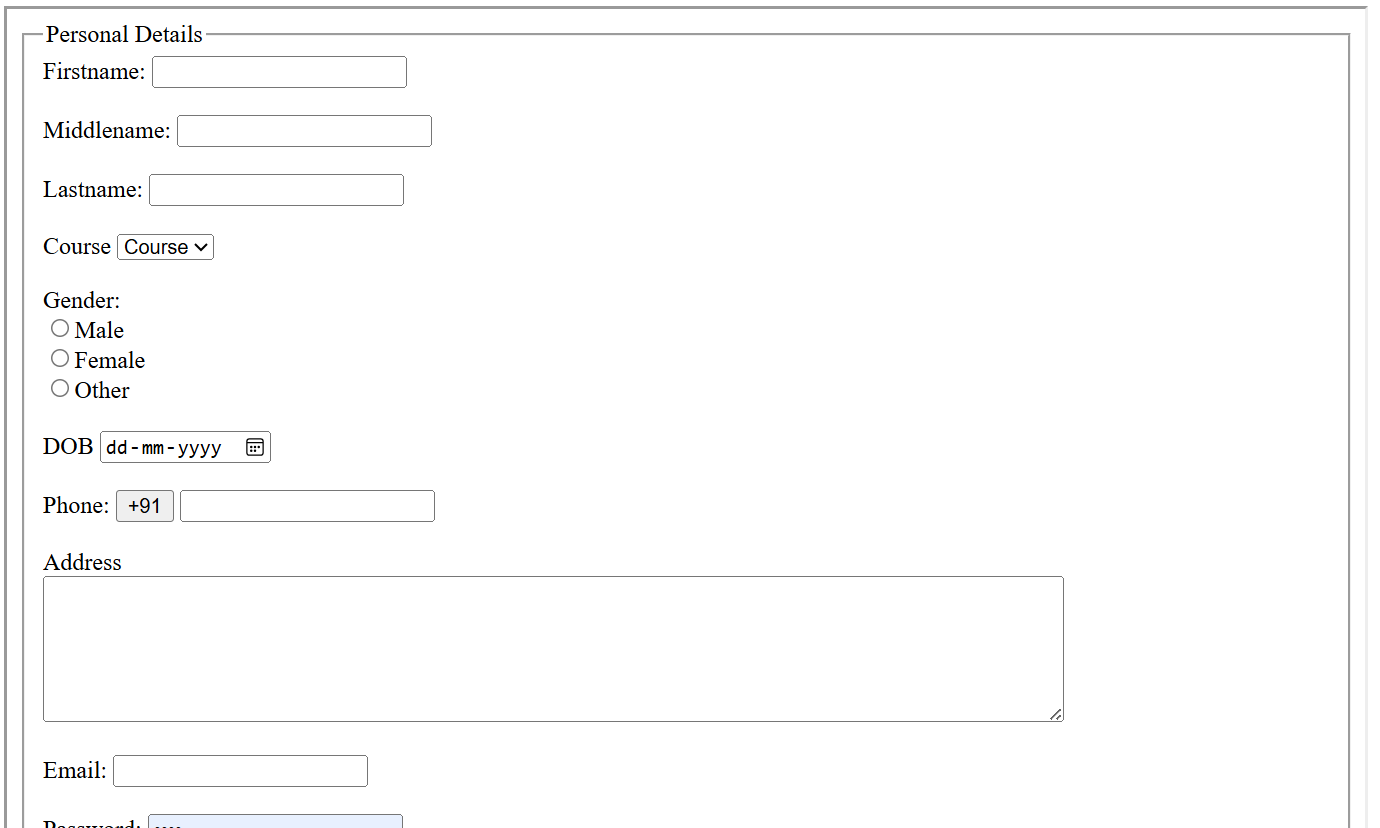 Personal Details
Firstname:
Middlename:
Lastname:
Course Course
Gender:
Male
Female
Other
DOB dd-mm-yyyy
Phone: +91
Address
Email:
Password: ....